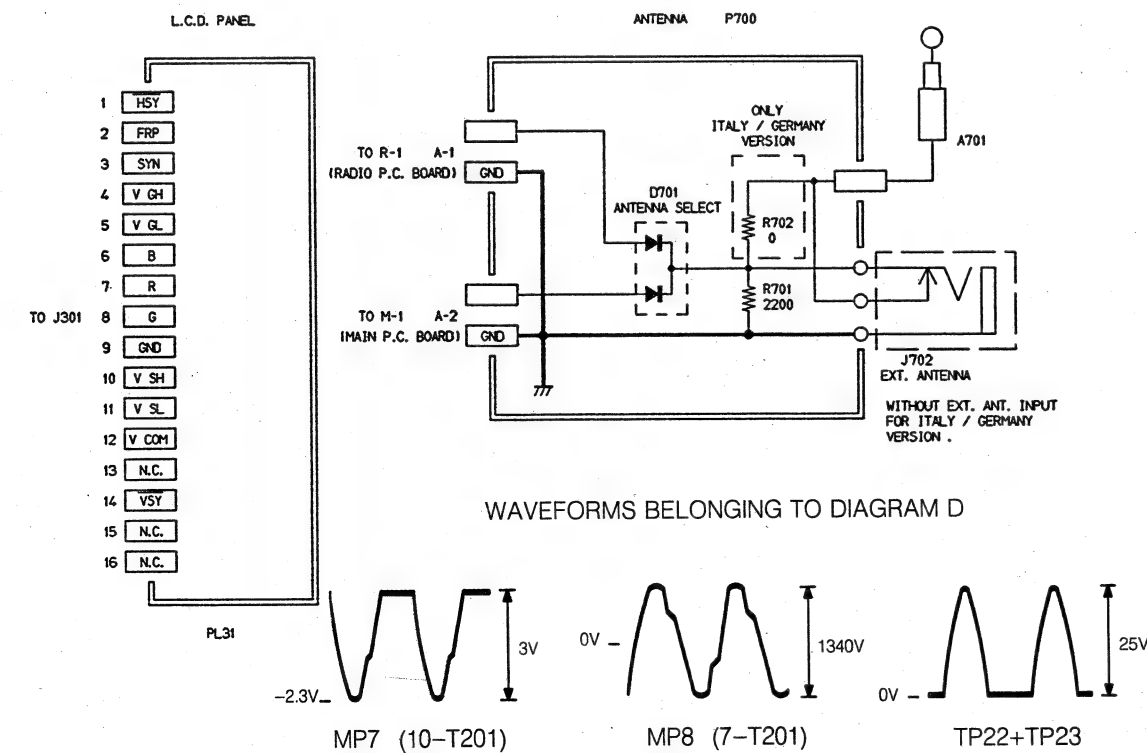 L.C.D. PANEL
1 HSY
2 FRP
3 SYN
4 V GH
5 V GL
6 B
7 R
TO J301 8 G
9 GND
10 V SH
11 V SL
12 V COM
13 N.C.
14 VSY
15 N.C.
16 N.C.
PL31
ANTENNA P700
TO R-1 A-1
(RADIO P.C. BOARD) GND
TO M-1 A-2
(MAIN P.C. BOARD) GND
D701
ANTENNA SELECT
ONLY
ITALY / GERMANY
VERSION
R702
0
R701
2200
A701
J702
EXT. ANTENNA
WITHOUT EXT. ANT. INPUT
FOR ITALY / GERMANY
VERSION .
WAVEFORMS BELONGING TO DIAGRAM D
3V
-2.3V
MP7 (10-T201)
0V
1340V
MP8 (7-T201)
25V
0V
TP22+TP23